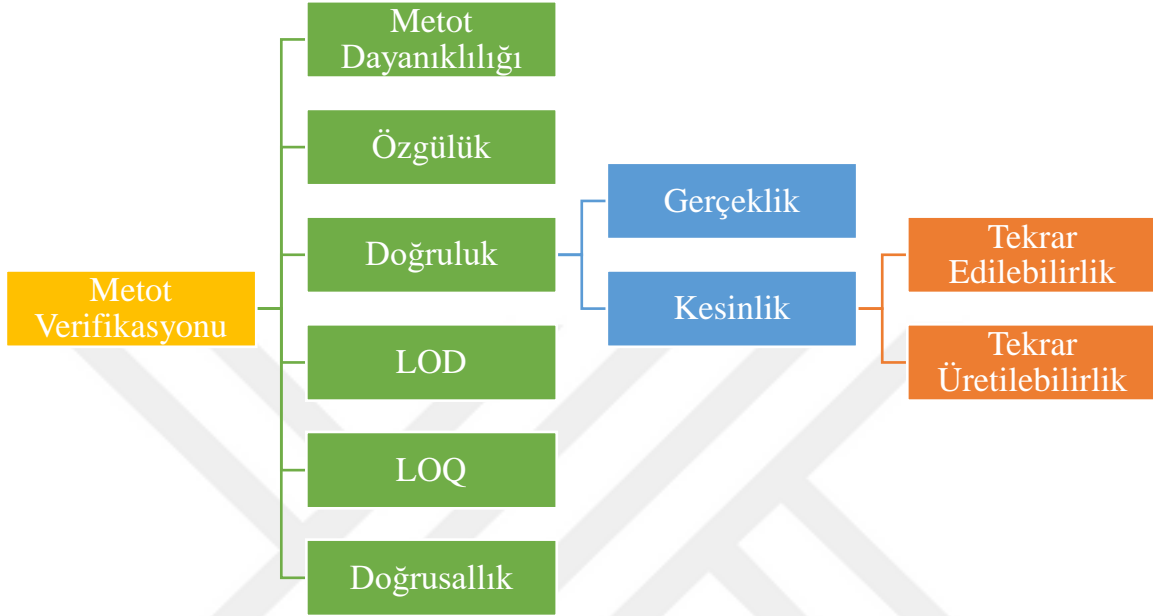 Metot
Verifikasyonu
Metot
Dayanıklılığı
Özgülük
Doğruluk
LOD
LOQ
Doğrusallık
Gerçeklik
Kesinlik
Tekrar
Edilebilirlik
Tekrar
Üretilebilirlik